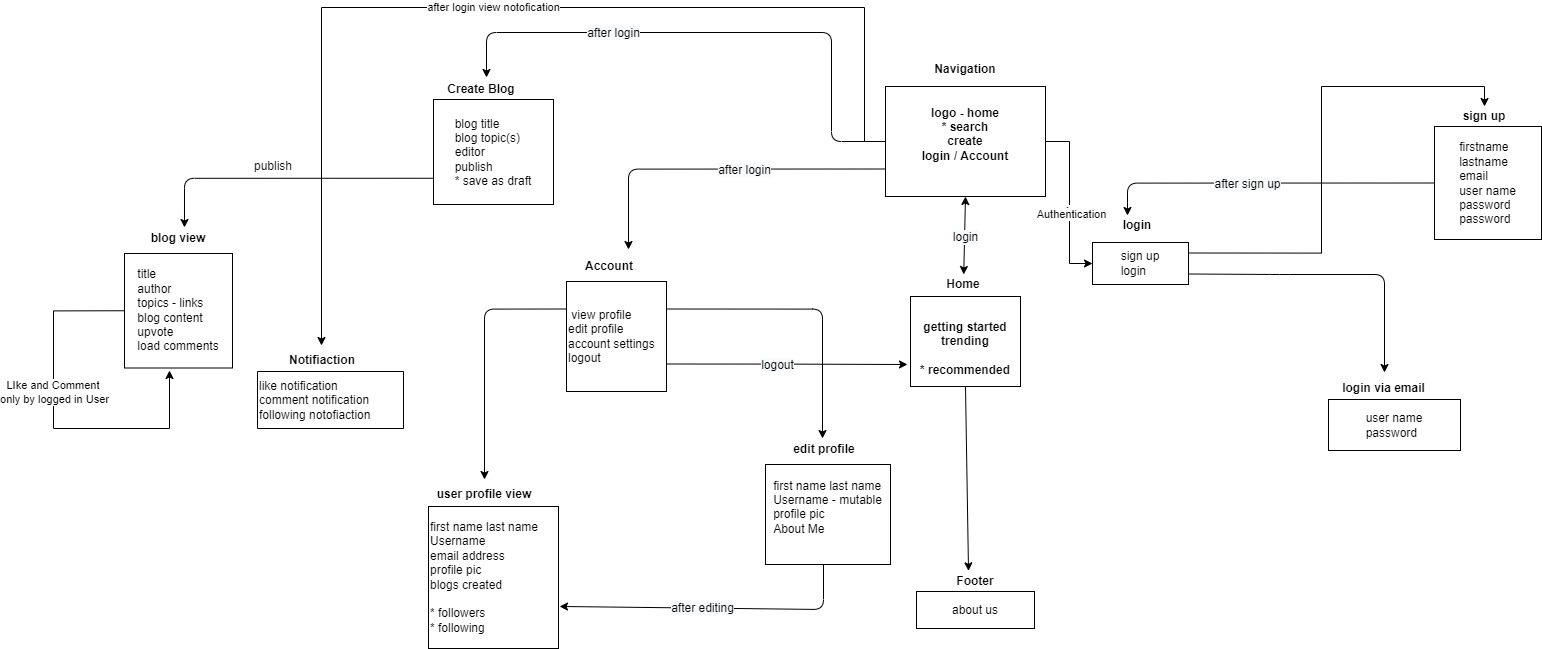 after login view notofication
after login
Navigation
logo - home
* search
create
login / Account
Create Blog
blog title
blog topic(s)
editor
publish
* save as draft
sign up
firstname
lastname
email
user name
password
password
publish
after login
after sign up
Authentication
login
sign up
login
blog view
title
author
topics - links
blog content
upvote
load comments
login
Account
view profile
edit profile
account settings
logout
Home
getting started
trending
* recommended
logout
Notifiaction
like notification
comment notification
following notofiaction
LIke and Comment
only by logged in User
login via email
user name
password
edit profile
first name last name
Username - mutable
profile pic
About Me
user profile view
first name last name
Username
email address
profile pic
blogs created
* followers
* following
after editing
Footer
about us